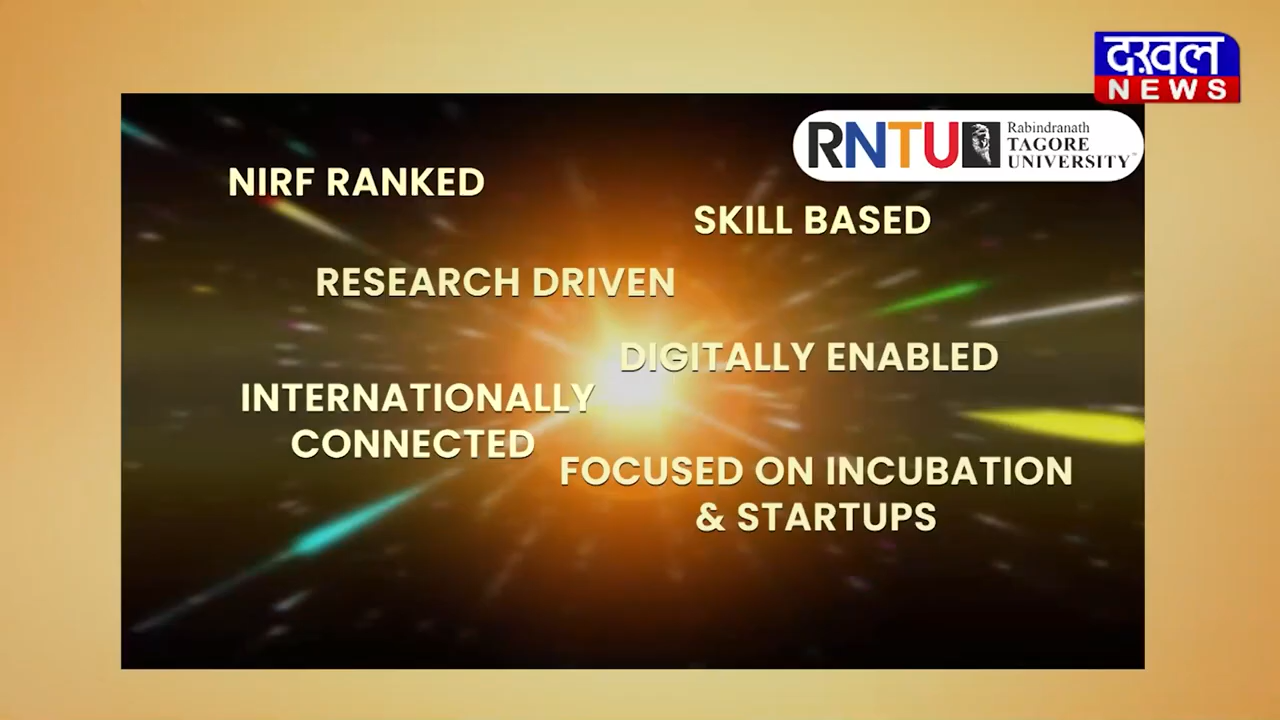 दख़ल
NEWS
RNTU
Rabindranath
TAGORE
UNIVERSITY
NIRF RANKED
SKILL BASED
RESEARCH DRIVEN
DIGITALLY ENABLED
INTERNATIONALLY
CONNECTED
FOCUSED ON INCUBATION
& STARTUPS